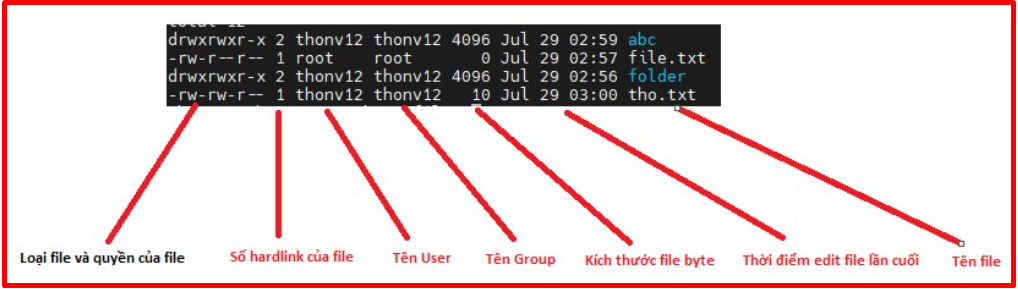 total 12
drwxrwxr-x 2 thonv12 thonv12 4096 Jul 29 02:59 abc
-rw-r--r-- 1 root root 0 Jul 29 02:57 file.txt
drwxrwxr-x 2 thonv12 thonv12 4096 Jul 29 02:56 folder
-rw-rw-r-- 1 thonv12 thonv12 10 Jul 29 03:00 tho.txt
Loại file và quyền của file
Số hardlink của file
Tên User
Tên Group
Kích thước file byte
Thời điểm edit file lần cuối
Tên file